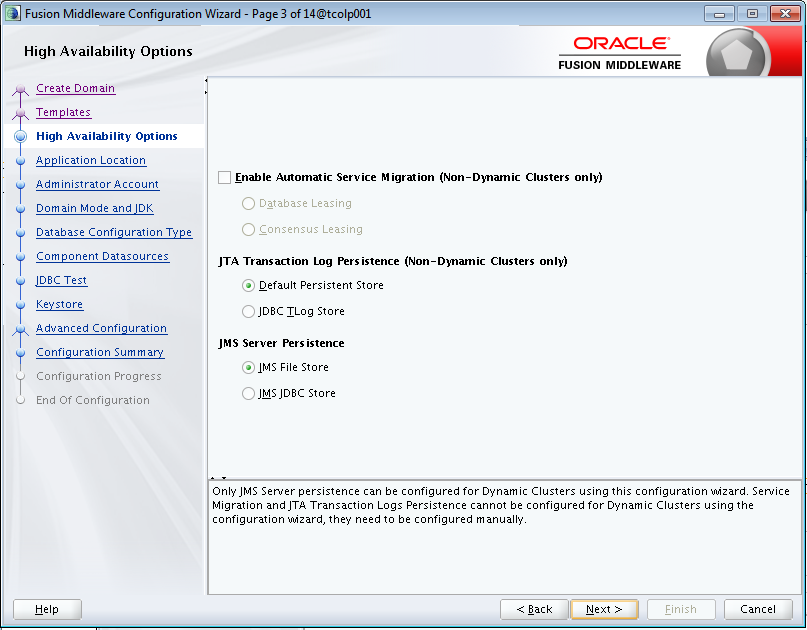 Fusion Middleware Configuration Wizard - Page 3 of 14@tcolp001
High Availability Options
ORACLE
FUSION MIDDLEWARE
Create Domain
Templates
High Availability Options
Application Location
Administrator Account
Domain Mode and JDK
Database Configuration Type
Component Datasources
JDBC Test
Keystore
Advanced Configuration
Configuration Summary
Configuration Progress
End Of Configuration
Enable Automatic Service Migration (Non-Dynamic Clusters only)
Database Leasing
Consensus Leasing
JTA Transaction Log Persistence (Non-Dynamic Clusters only)
Default Persistent Store
JDBC TLog Store
JMS Server Persistence
JMS File Store
JMS JDBC Store
Only JMS Server persistence can be configured for Dynamic Clusters using this configuration wizard. Service
Migration and JTA Transaction Logs Persistence cannot be configured for Dynamic Clusters using the
configuration wizard, they need to be configured manually.
Help
< Back
Next >
Finish
Cancel